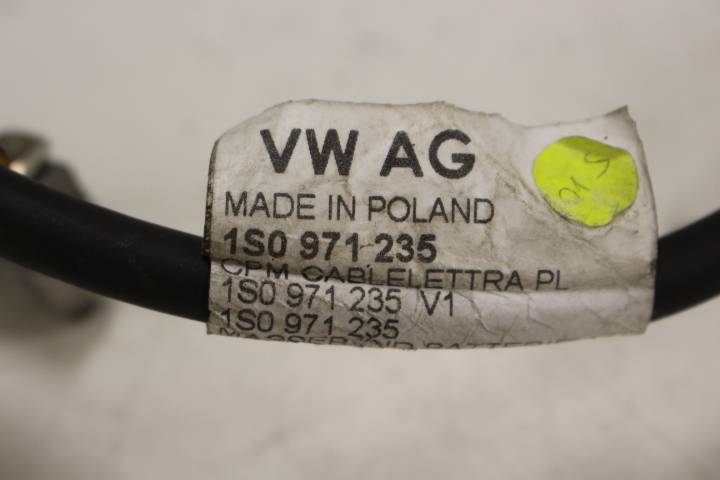 VW AG
MADE IN POLAND
1S0 971 235
CPM CABLELETTRA PL
1S0 971 235 V1
1S0 971 235